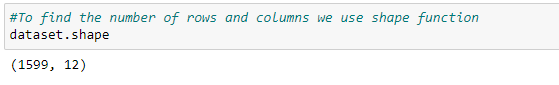 #To find the number of rows and columns we use shape function
dataset.shape
(1599, 12)